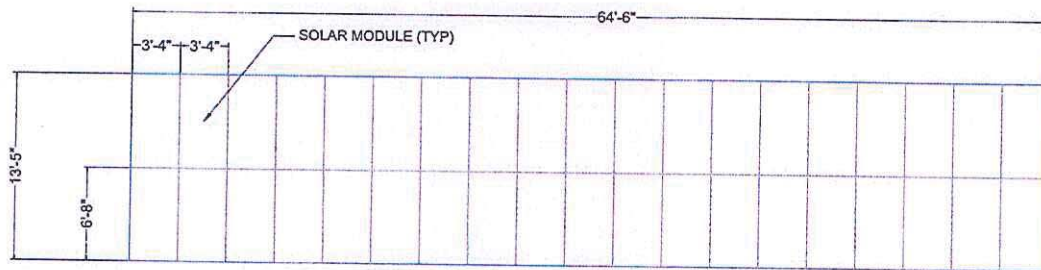 64'-6"
SOLAR MODULE (TYP)
3'-4" 3'-4"
13'-5"
6'-8"